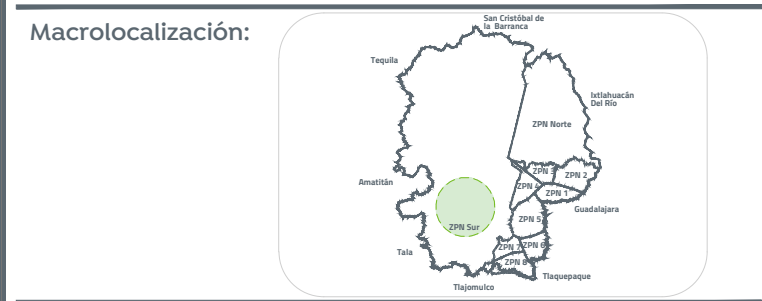 Macrolocalización:
San Cristóbal de
la Barranca
Tequila
Ixtlahuacán
Del Río
ZPN Norte
ZPN 3
ZPN 2
Amatitán
ZPN 4
ZPN 1
Guadalajara
ZPN 5
ZPN Sur
ZPN 7
ZPN 6
Tala
ZPN 8
Tlaquepaque
Tlajomulco